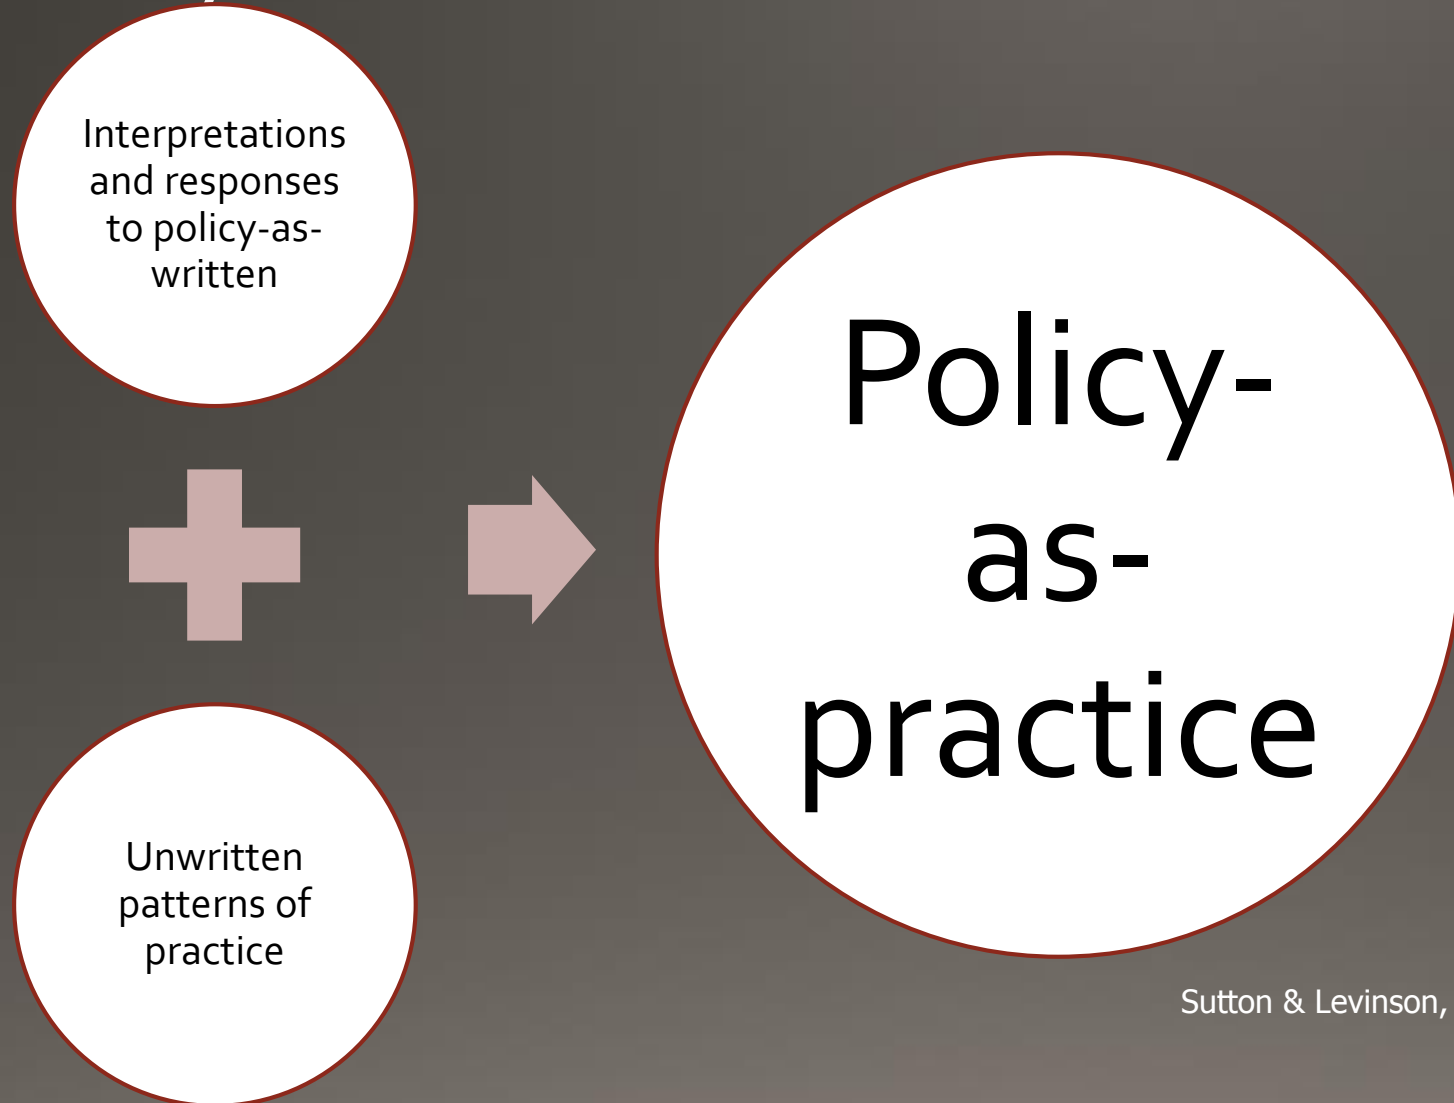 Interpretations
and responses
to policy-as-
written
Unwritten
patterns of
practice
Policy-
as-
practice
Sutton & Levinson,